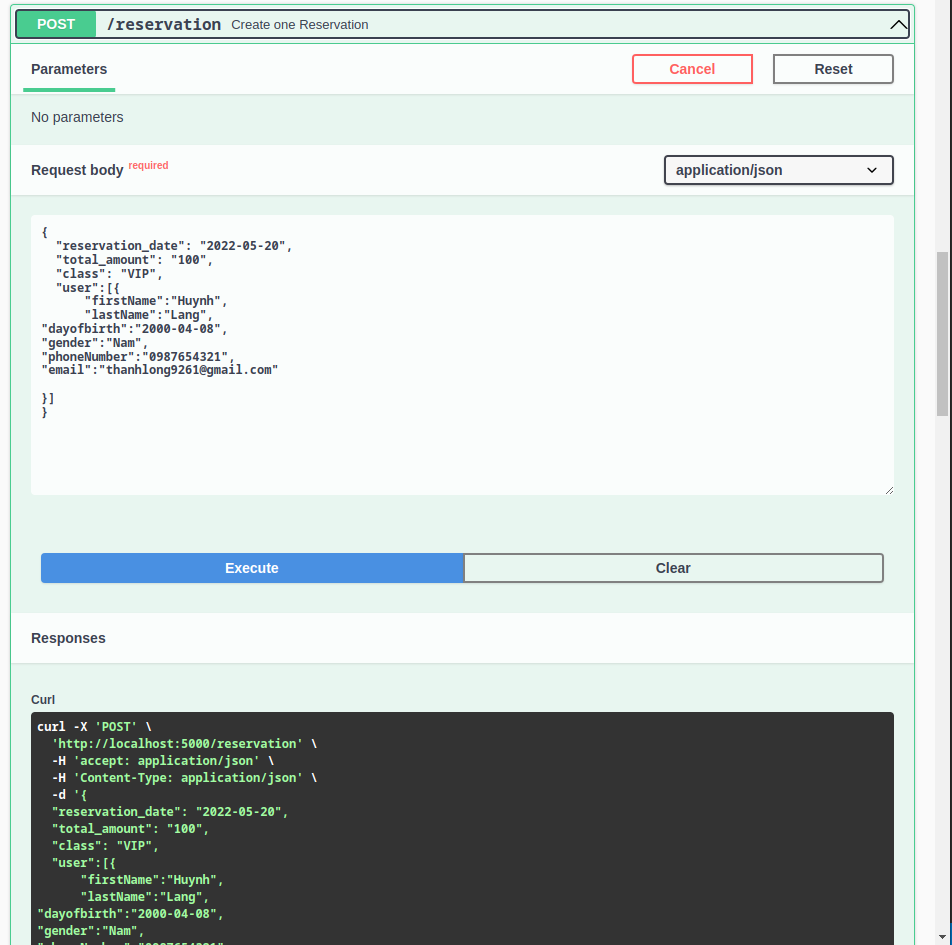 POST /reservation Create one Reservation
Parameters Cancel Reset
No parameters
Request body required application/json
{
  "reservation_date": "2022-05-20",
  "total_amount": "100",
  "class": "VIP",
  "user":[{
      "firstName":"Huynh",
      "lastName":"Lang",
"dayofbirth":"2000-04-08",
"gender":"Nam",
"phoneNumber":"0987654321",
"email":"thanhlong9261@gmail.com"
}]
}
Execute Clear
Responses
Curl
curl -X 'POST' \
  'http://localhost:5000/reservation' \
  -H 'accept: application/json' \
  -H 'Content-Type: application/json' \
  -d '{
  "reservation_date": "2022-05-20",
  "total_amount": "100",
  "class": "VIP",
  "user":[{
      "firstName":"Huynh",
      "lastName":"Lang",
"dayofbirth":"2000-04-08",
"gender":"Nam",
"phoneNumber":"0987654321",